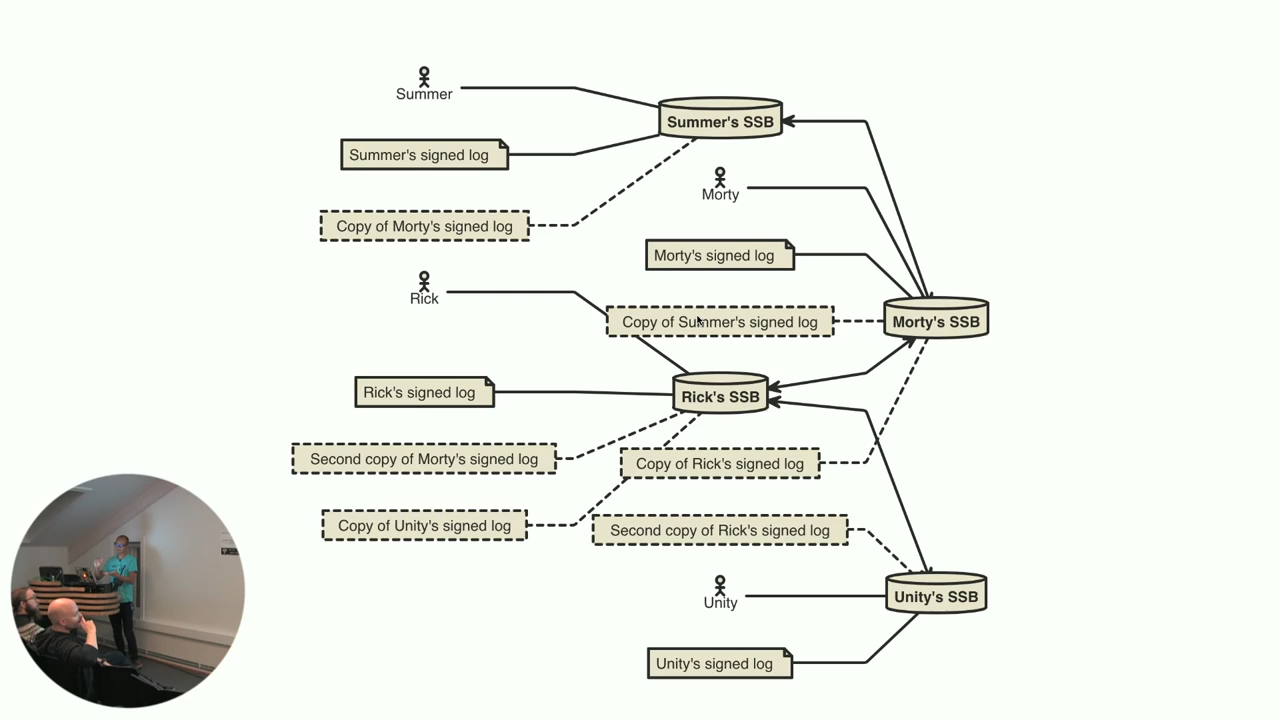 Summer
Summer's SSB
Summer's signed log
Morty
Copy of Morty's signed log
Morty's signed log
Rick
Copy of Summer's signed log
Morty's SSB
Rick's signed log
Rick's SSB
Second copy of Morty's signed log
Copy of Rick's signed log
Copy of Unity's signed log
Second copy of Rick's signed log
Unity
Unity's SSB
Unity's signed log